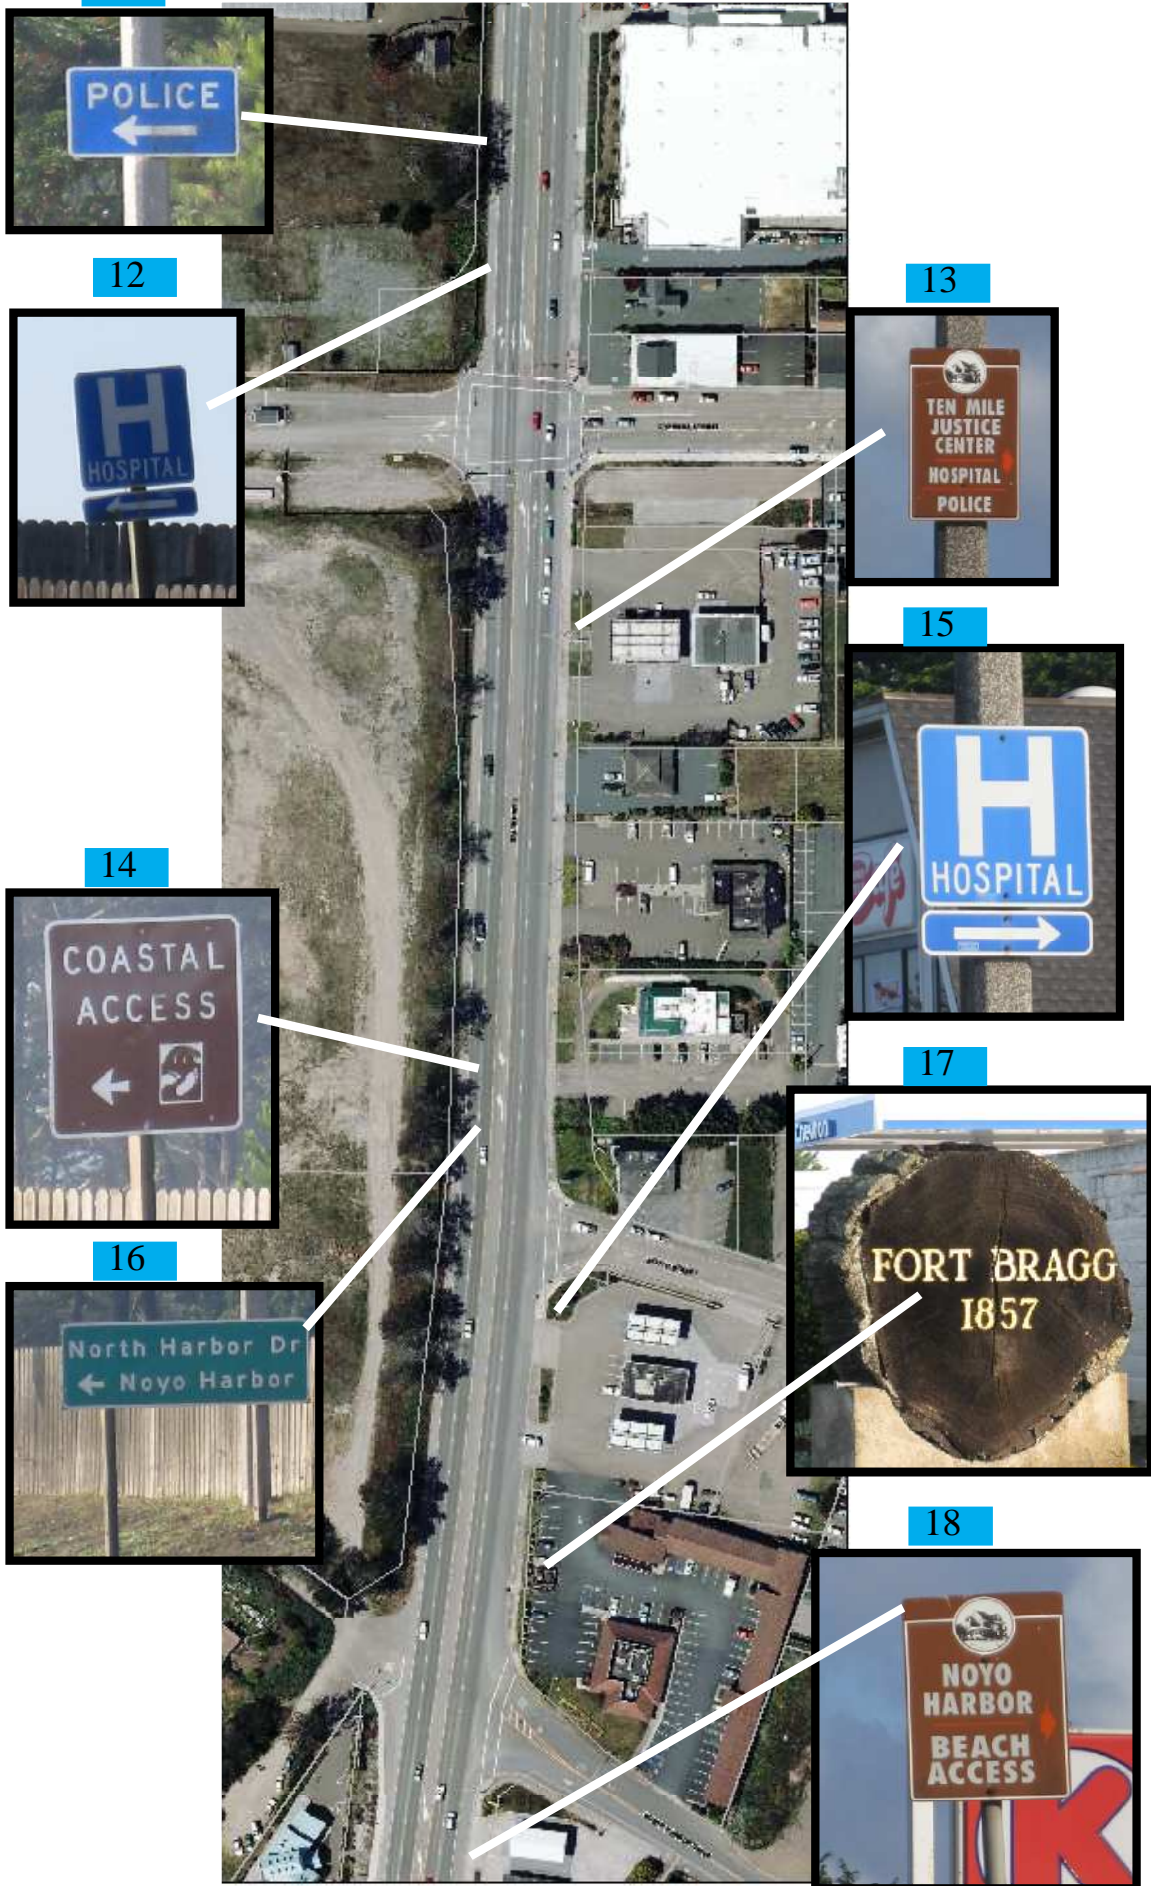 POLICE
12
H
HOSPITAL
13
TEN MILE
JUSTICE
CENTER
HOSPITAL
POLICE
15
H
HOSPITAL
14
COASTAL
ACCESS
17
Chevron
FORT BRAGG
1857
16
North Harbor Dr
Noyo Harbor
18
NOYO
HARBOR
BEACH
ACCESS
K